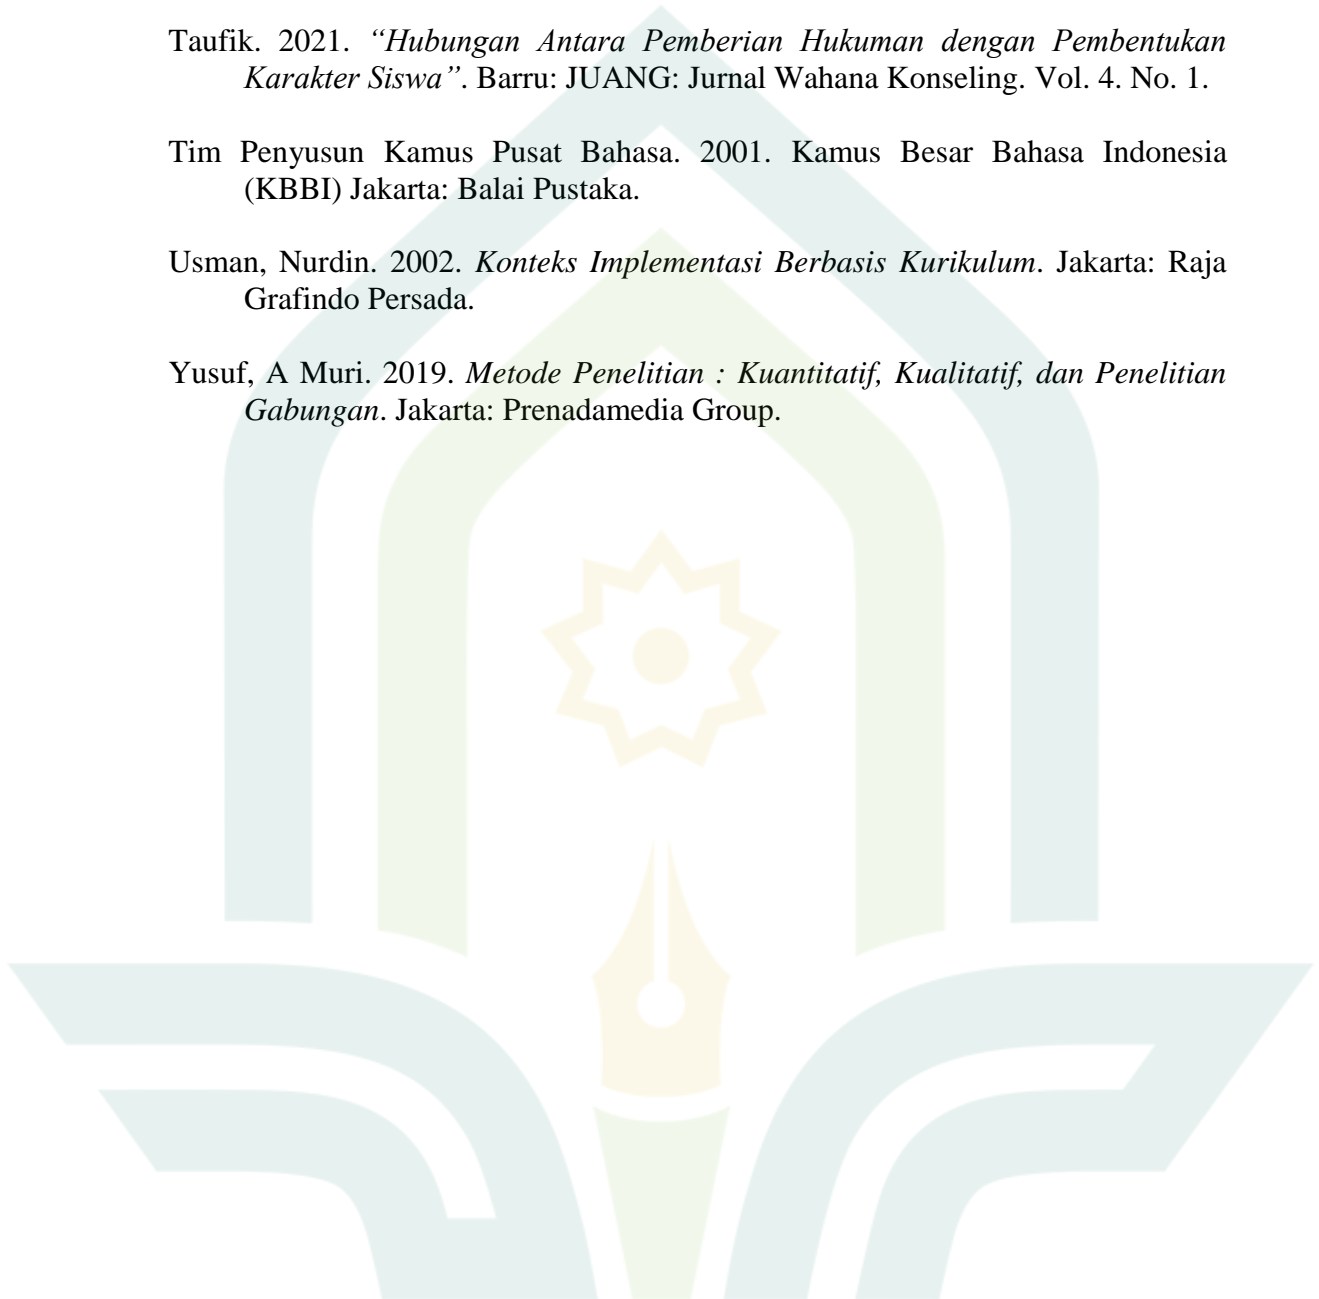 Taufik. 2021. “Hubungan Antara Pemberian Hukuman dengan Pembentukan
Karakter Siswa”. Barru: JUANG: Jurnal Wahana Konseling. Vol. 4. No. 1.
Tim Penyusun Kamus Pusat Bahasa. 2001. Kamus Besar Bahasa Indonesia
(KBBI) Jakarta: Balai Pustaka.
Usman, Nurdin. 2002. Konteks Implementasi Berbasis Kurikulum. Jakarta: Raja
Grafindo Persada.
Yusuf, A Muri. 2019. Metode Penelitian : Kuantitatif, Kualitatif, dan Penelitian
Gabungan. Jakarta: Prenadamedia Group.